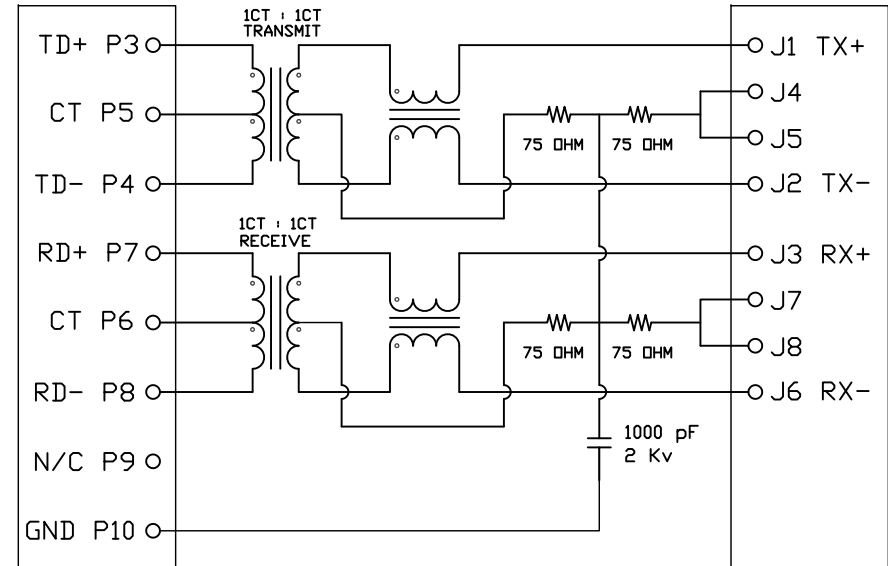 1CT : 1CT
TRANSMIT
TD+ P3
J1 TX+
J4
CT P5
75 OHM
75 OHM
J5
TD- P4
J2 TX-
1CT : 1CT
RECEIVE
RD+ P7
J3 RX+
J7
CT P6
75 OHM
75 OHM
J8
RD- P8
J6 RX-
1000 pF
2 Kv
N/C P9
GND P10